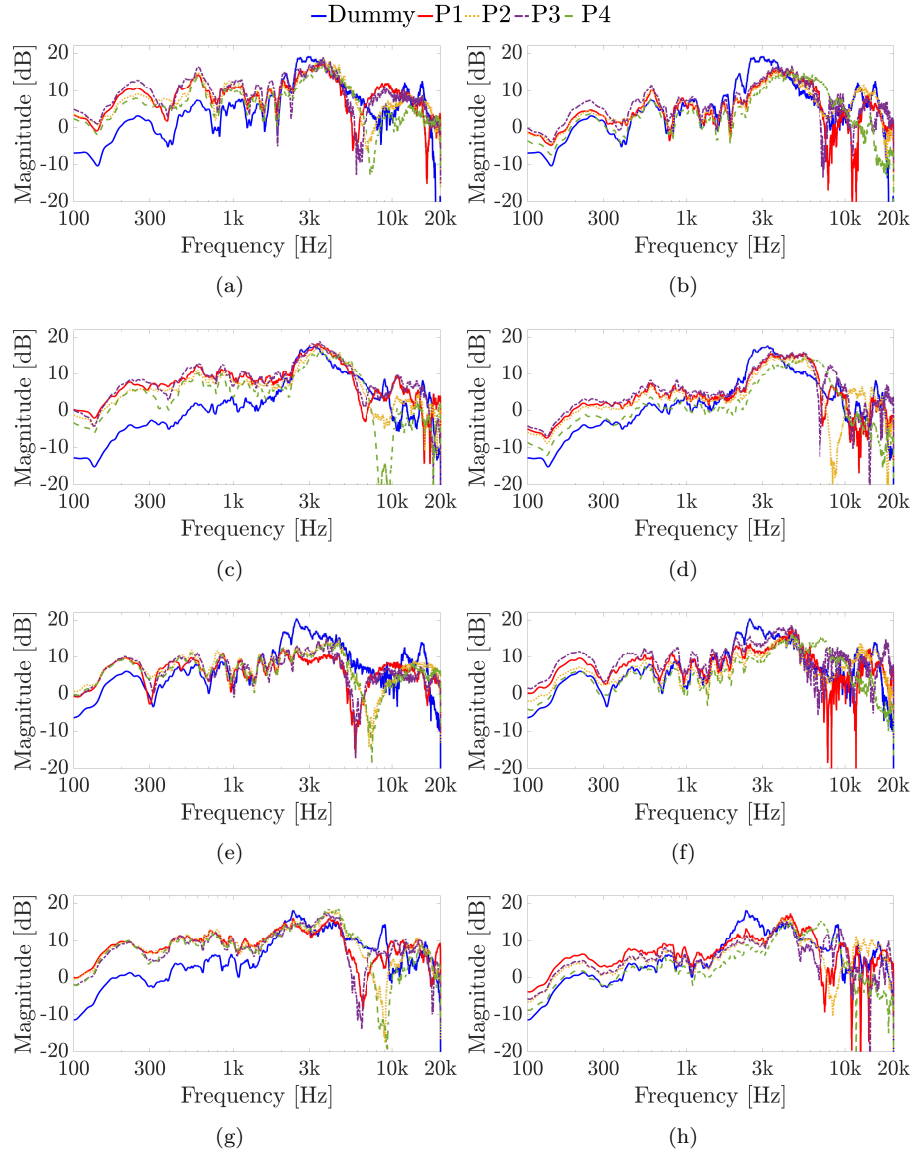 Dummy P1 P2 P3 P4
Magnitude [dB]
20
10
0
-10
-20
100 300 1k 3k 10k 20k
Frequency [Hz]
(a)
Magnitude [dB]
20
10
0
-10
-20
100 300 1k 3k 10k 20k
Frequency [Hz]
(b)
Magnitude [dB]
20
10
0
-10
-20
100 300 1k 3k 10k 20k
Frequency [Hz]
(c)
Magnitude [dB]
20
10
0
-10
-20
100 300 1k 3k 10k 20k
Frequency [Hz]
(d)
Magnitude [dB]
20
10
0
-10
-20
100 300 1k 3k 10k 20k
Frequency [Hz]
(e)
Magnitude [dB]
20
10
0
-10
-20
100 300 1k 3k 10k 20k
Frequency [Hz]
(f)
Magnitude [dB]
20
10
0
-10
-20
100 300 1k 3k 10k 20k
Frequency [Hz]
(g)
Magnitude [dB]
20
10
0
-10
-20
100 300 1k 3k 10k 20k
Frequency [Hz]
(h)